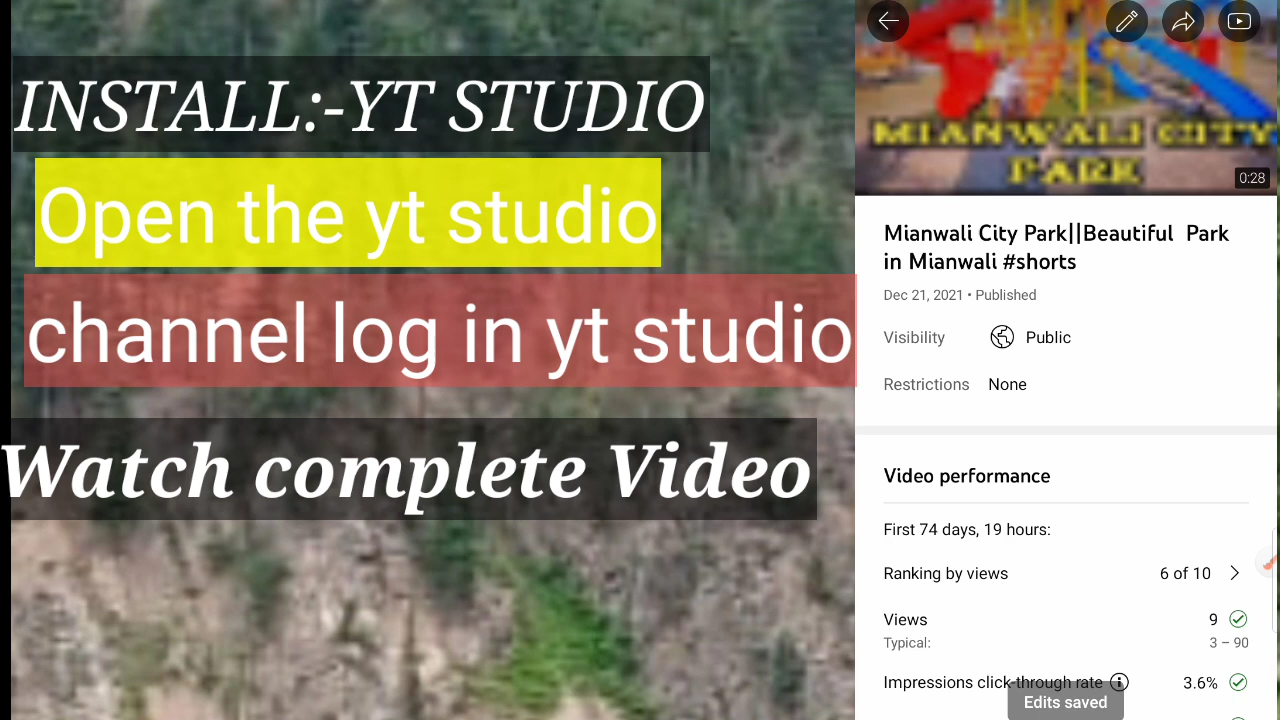 INSTALL:-YT STUDIO
Open the yt studio
channel log in yt studio
Watch complete Video
MIANWALI CITY
PARK
0:28
Mianwali City Park||Beautiful Park
in Mianwali #shorts
Dec 21, 2021 • Published
Visibility Public
Restrictions None
Video performance
First 74 days, 19 hours:
Ranking by views 6 of 10
Views 9
Typical: 3 – 90
Impressions click-through rate 3.6%
Edits saved